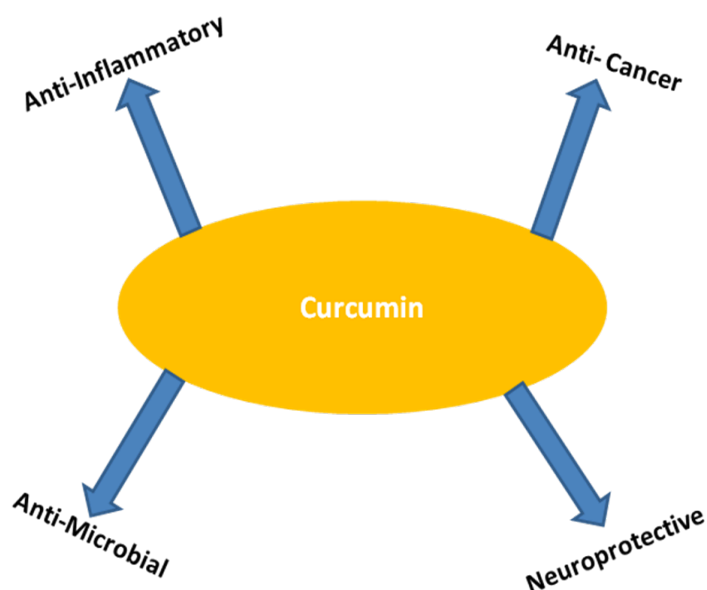 Anti-Inflammatory
Anti- Cancer
Curcumin
Anti-Microbial
Neuroprotective